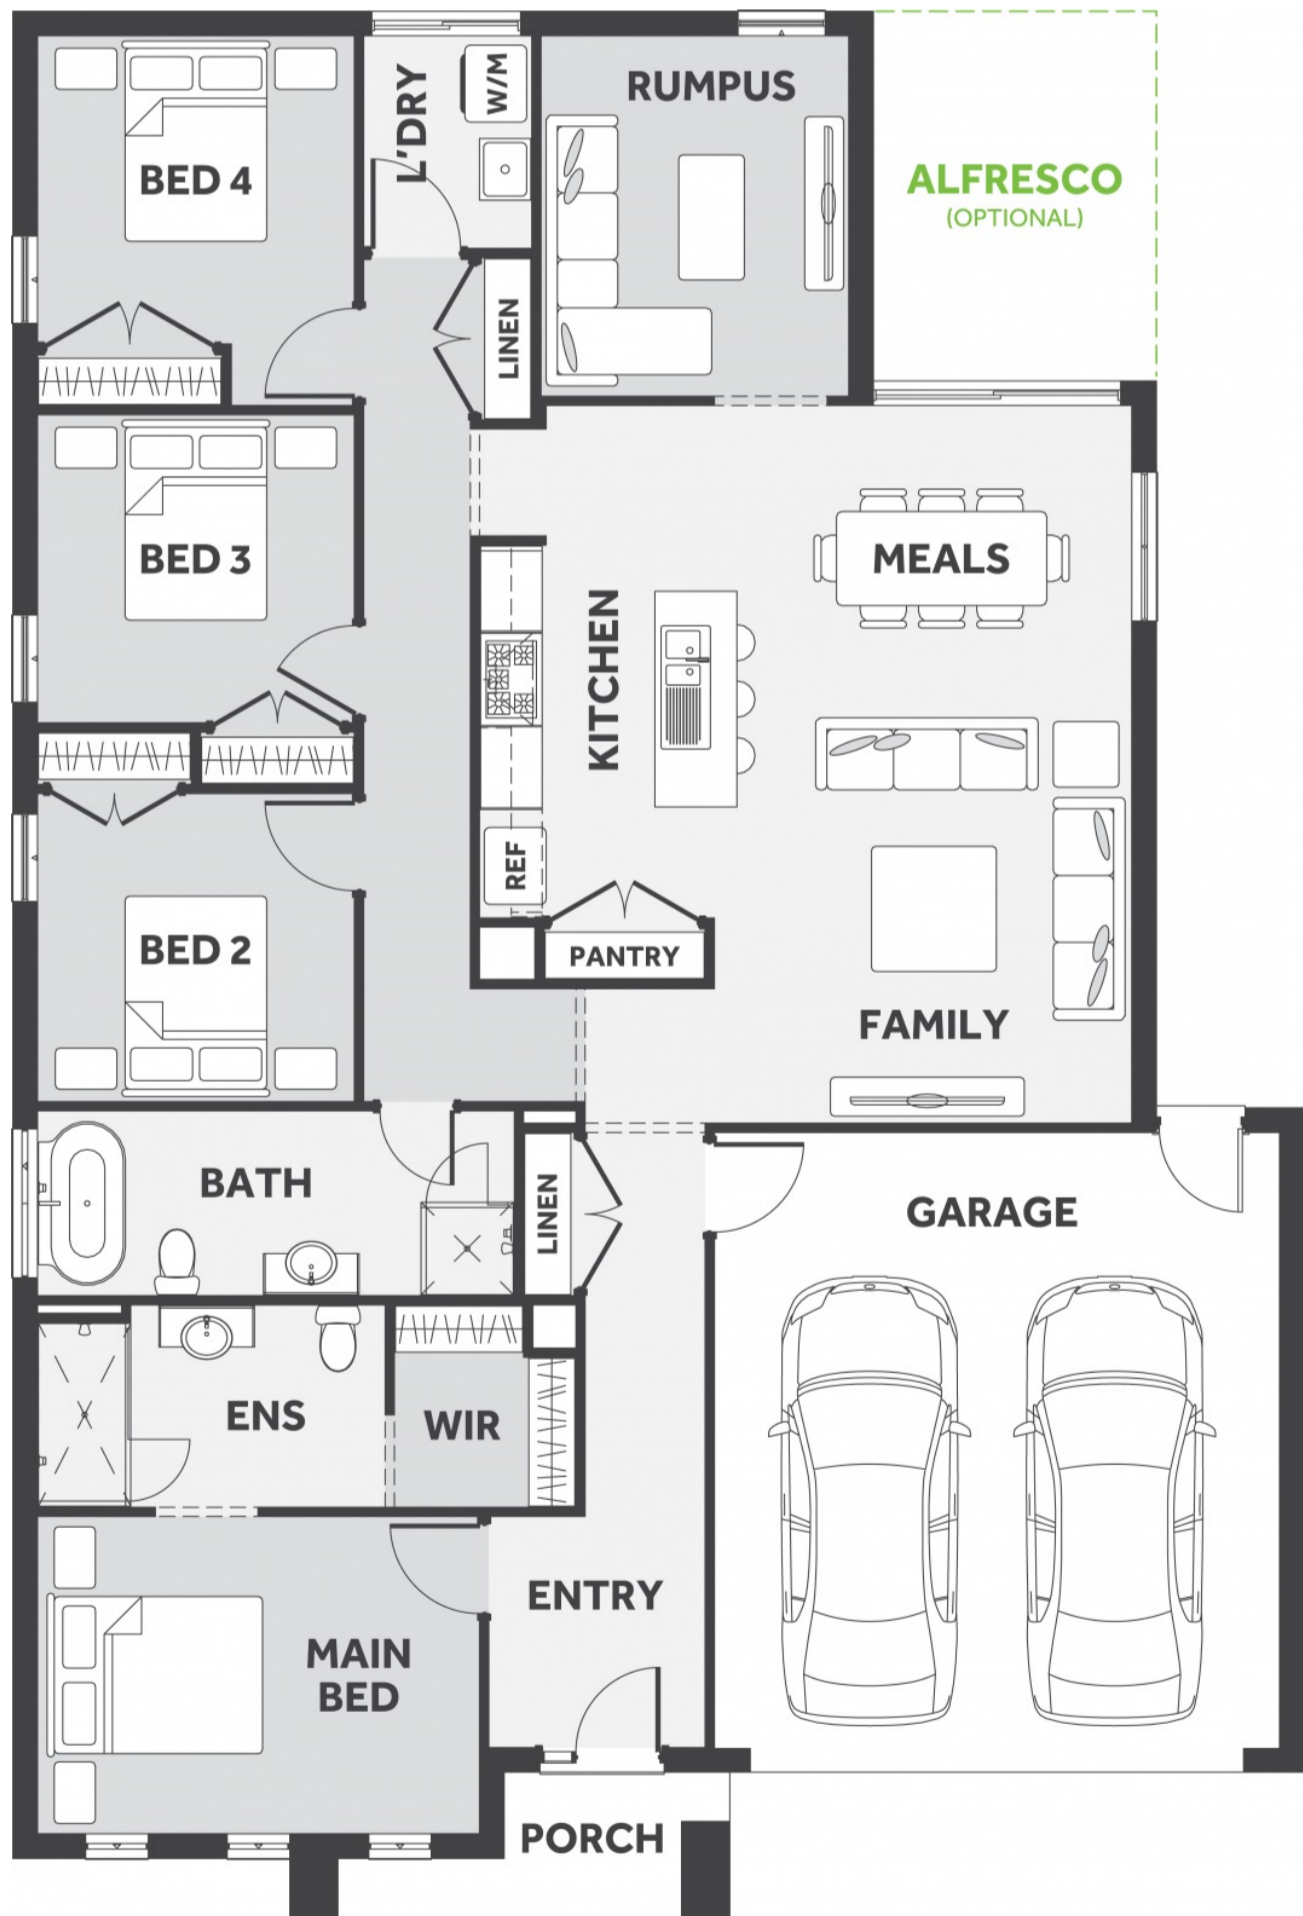 L'DRY
W/M
RUMPUS
BED 4
ALFRESCO
(OPTIONAL)
LINEN
BED 3
MEALS
KITCHEN
REF
PANTRY
BED 2
FAMILY
BATH
LINEN
GARAGE
ENS
WIR
ENTRY
MAIN
BED
PORCH